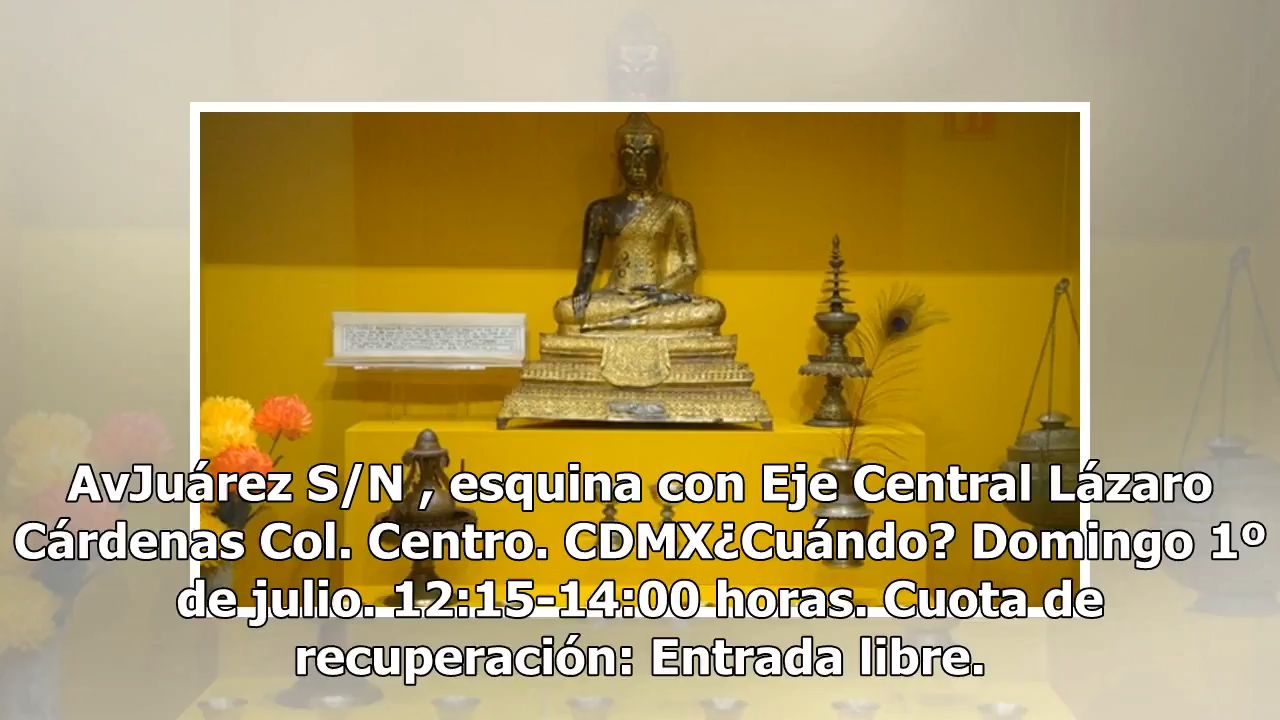 AvJuárez S/N , esquina con Eje Central Lázaro
Cárdenas Col. Centro. CDMX¿Cuándo? Domingo 1º
de julio. 12:15-14:00 horas. Cuota de
recuperación: Entrada libre.